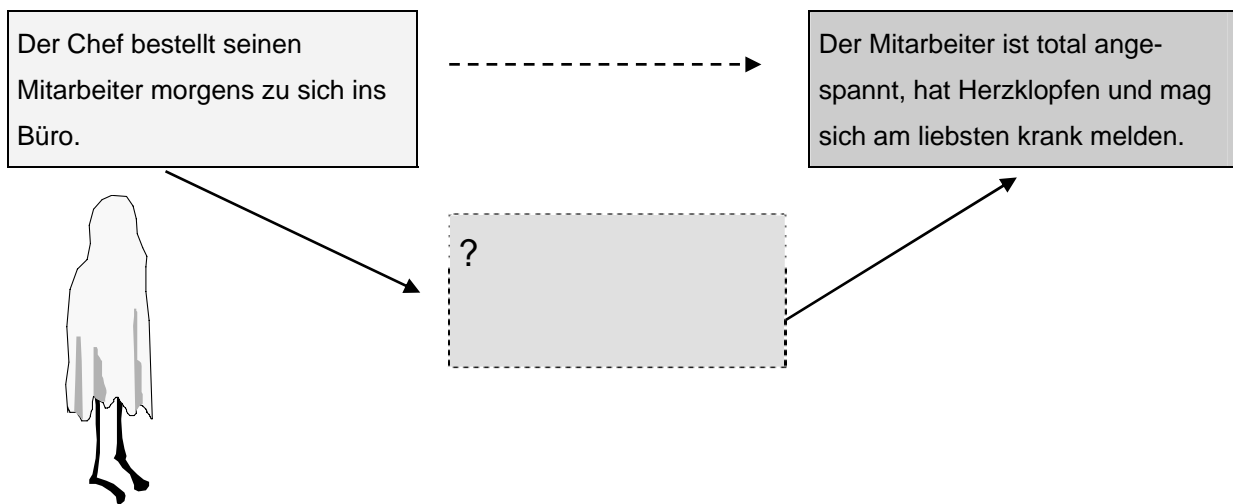 Der Chef bestellt seinen
Mitarbeiter morgens zu sich ins
Büro.
Der Mitarbeiter ist total ange-
spannt, hat Herzklopfen und mag
sich am liebsten krank melden.
?